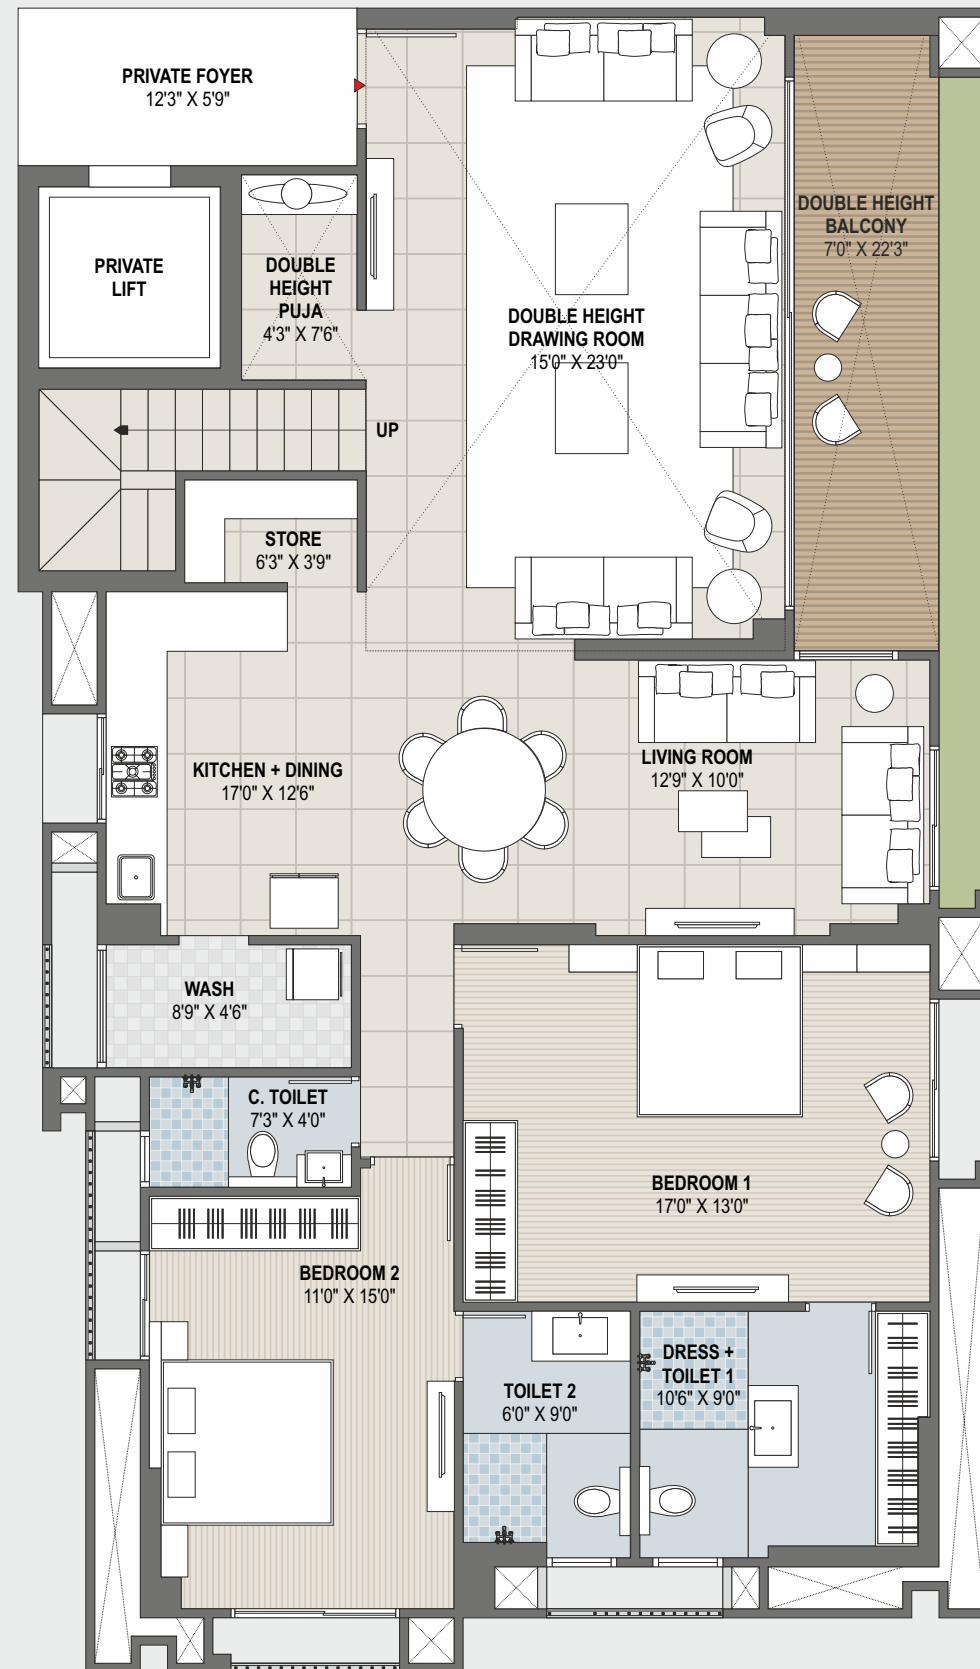 PRIVATE FOYER
12'3" X 5'9"
PRIVATE
LIFT
DOUBLE
HEIGHT
PUJA
4'3" X 7'6"
DOUBLE HEIGHT
DRAWING ROOM
15'0" X 23'0"
DOUBLE HEIGHT
BALCONY
7'0" X 22'3"
UP
STORE
6'3" X 3'9"
KITCHEN + DINING
17'0" X 12'6"
LIVING ROOM
12'9" X 10'0"
WASH
8'9" X 4'6"
C. TOILET
7'3" X 4'0"
BEDROOM 1
17'0" X 13'0"
BEDROOM 2
11'0" X 15'0"
TOILET 2
6'0" X 9'0"
DRESS +
TOILET 1
10'6" X 9'0"